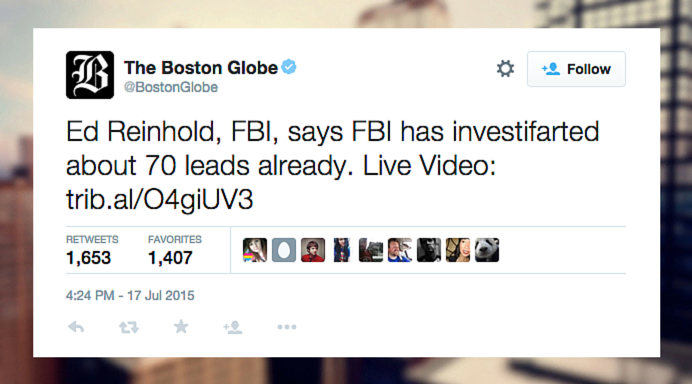 The Boston Globe
@BostonGlobe
Follow
Ed Reinhold, FBI, says FBI has investifarted
about 70 leads already. Live Video:
trib.al/O4giUV3
RETWEETS FAVORITES
1,653 1,407
4:24 PM - 17 Jul 2015